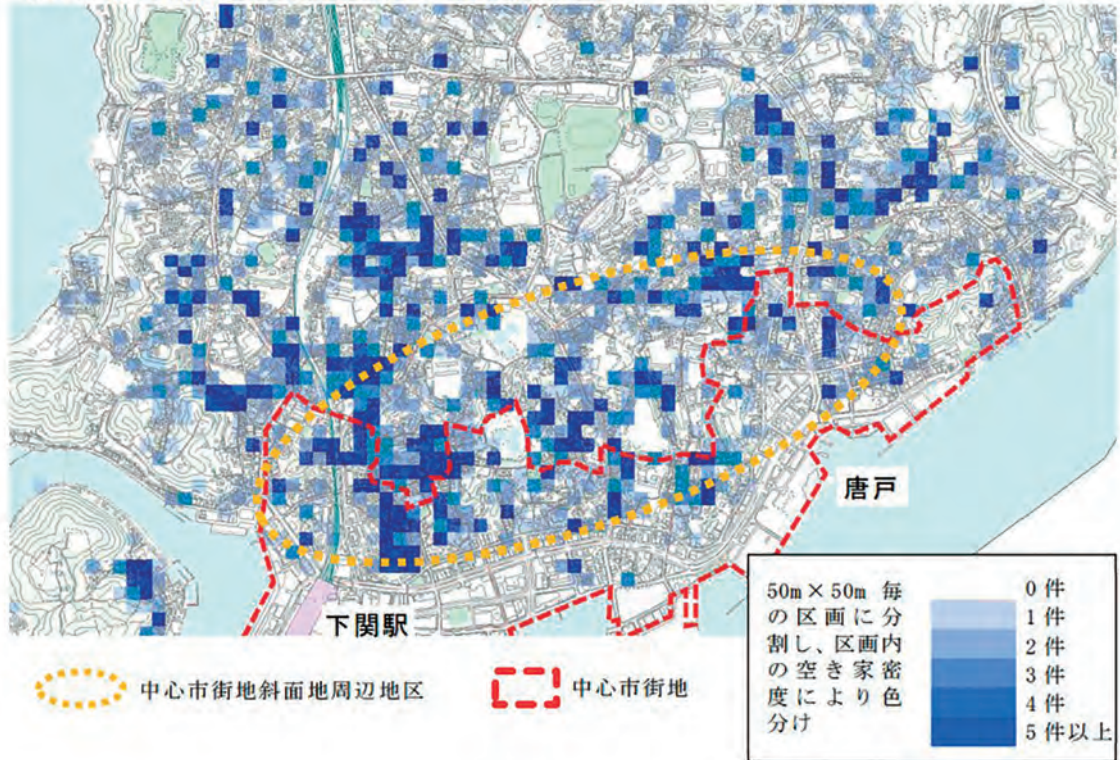 唐戸
下関駅
中心市街地斜面地周辺地区
中心市街地
50m×50m 毎
の区画に分
割し、区画内
の空き家密
度により色
分け
0件
1件
2件
3件
4件
5件以上